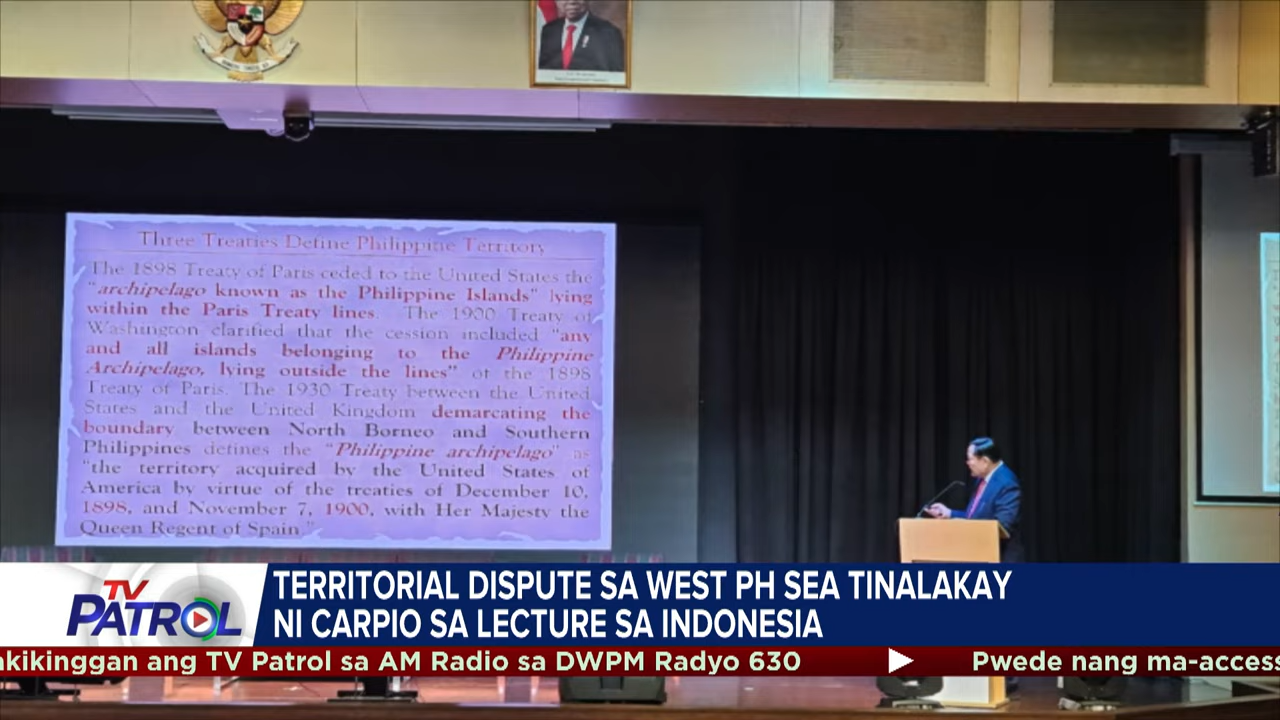 Three Treaties Define Philippine Territory
The 1898 Treaty of Paris ceded to the United States the
"archipelago known as the Philippine Islands" lying
within the Paris Treaty lines. The 1900 Treaty of
Washington clarified that the cession included "any
and all islands belonging to the Philippine
Archipelago, lying outside the lines" of the 1898
Treaty of Paris. The 1930 Treaty between the United
States and the United Kingdom demarcating the
boundary between North Borneo and Southern
Philippines defines the "Philippine archipelago" as
"the territory acquired by the United States of
America by virtue of the treaties of December 10,
1898, and November 7, 1900, with Her Majesty the
Queen Regent of Spain."
TV
PATROL
TERRITORIAL DISPUTE SA WEST PH SEA TINALAKAY
NI CARPIO SA LECTURE SA INDONESIA
akikinggan ang TV Patrol sa AM Radio sa DWPM Radyo 630
Pwede nang ma-access